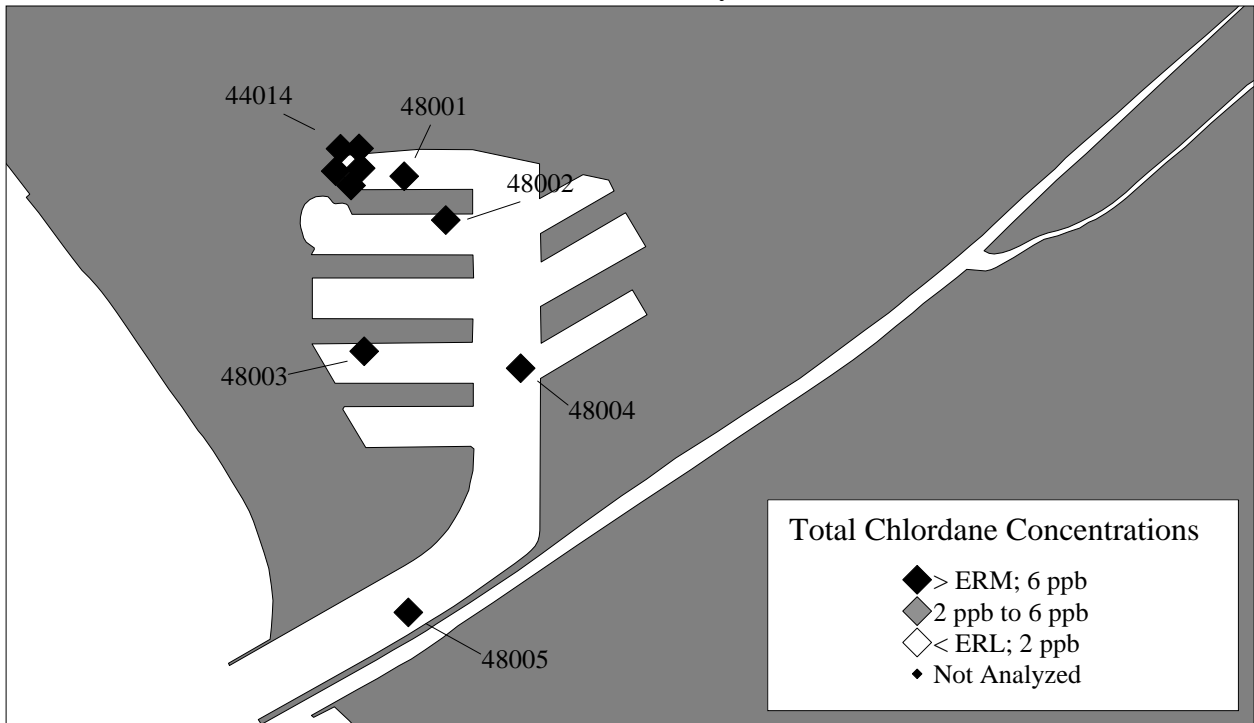 44014
48001
48002
48003
48004
48005
Total Chlordane Concentrations
> ERM; 6 ppb
2 ppb to 6 ppb
< ERL; 2 ppb
Not Analyzed